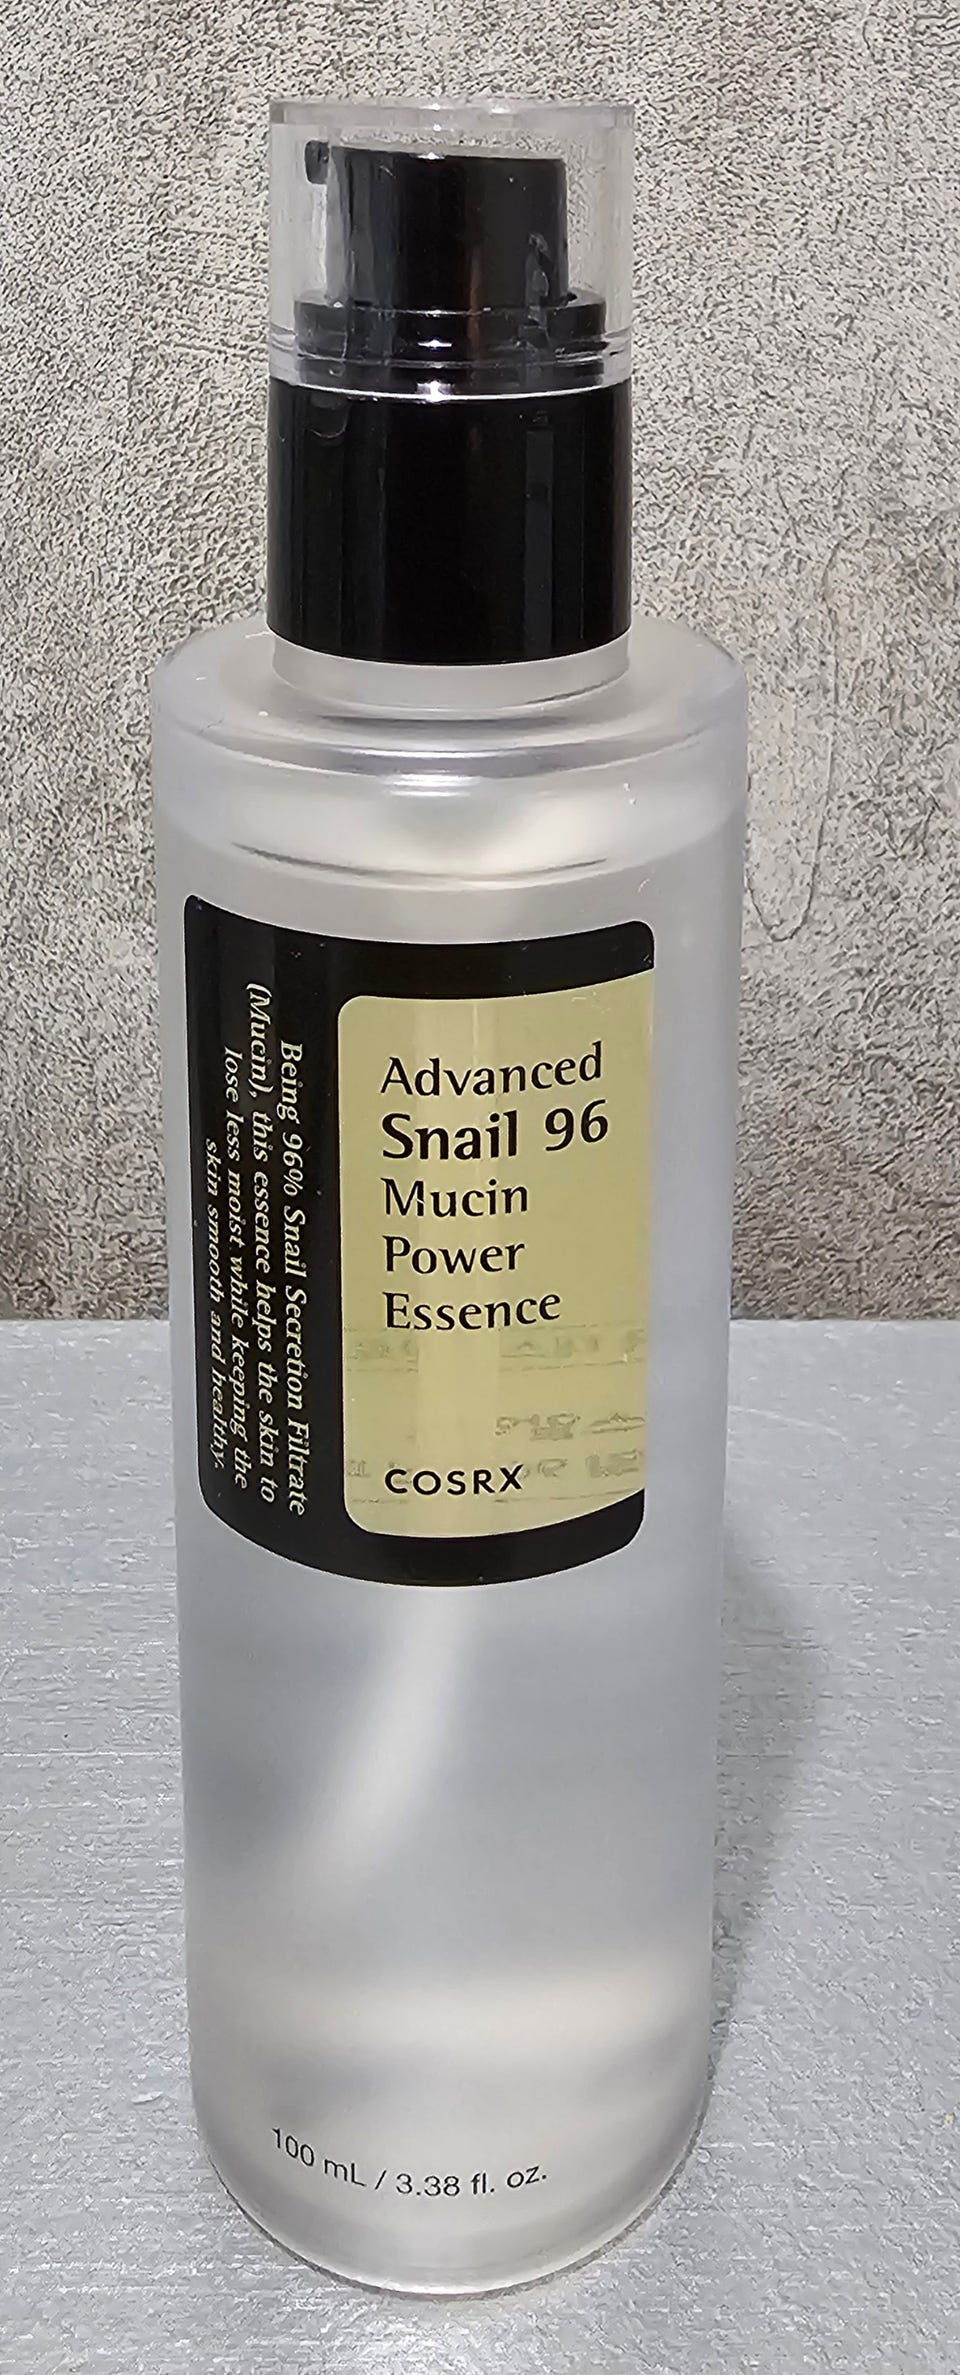 Advanced
Snail 96
Mucin
Power
Essence
COSRX
Being 96% Snail Secretion Filtrate
(Mucin), this essence helps the skin to
lose less moist while keeping the
skin smooth and healthy.
100 mL / 3.38 fl. oz.